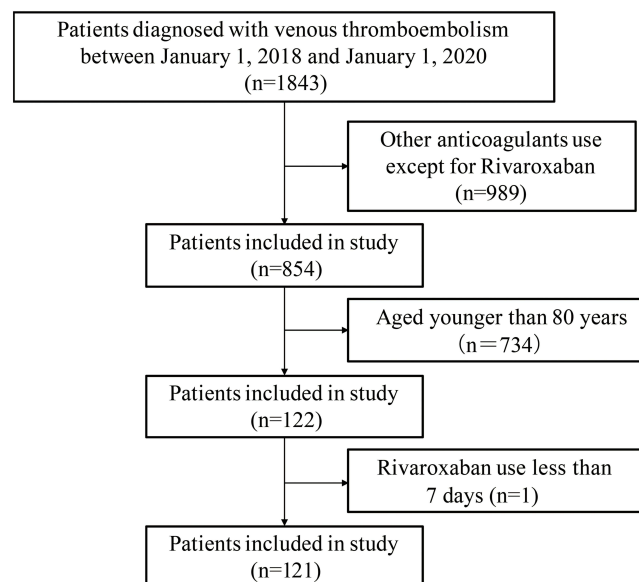 Patients diagnosed with venous thromboembolism
between January 1, 2018 and January 1, 2020
(n=1843)
Other anticoagulants use
except for Rivaroxaban
(n=989)
Patients included in study
(n=854)
Aged younger than 80 years
(n=734)
Patients included in study
(n=122)
Rivaroxaban use less than
7 days (n=1)
Patients included in study
(n=121)